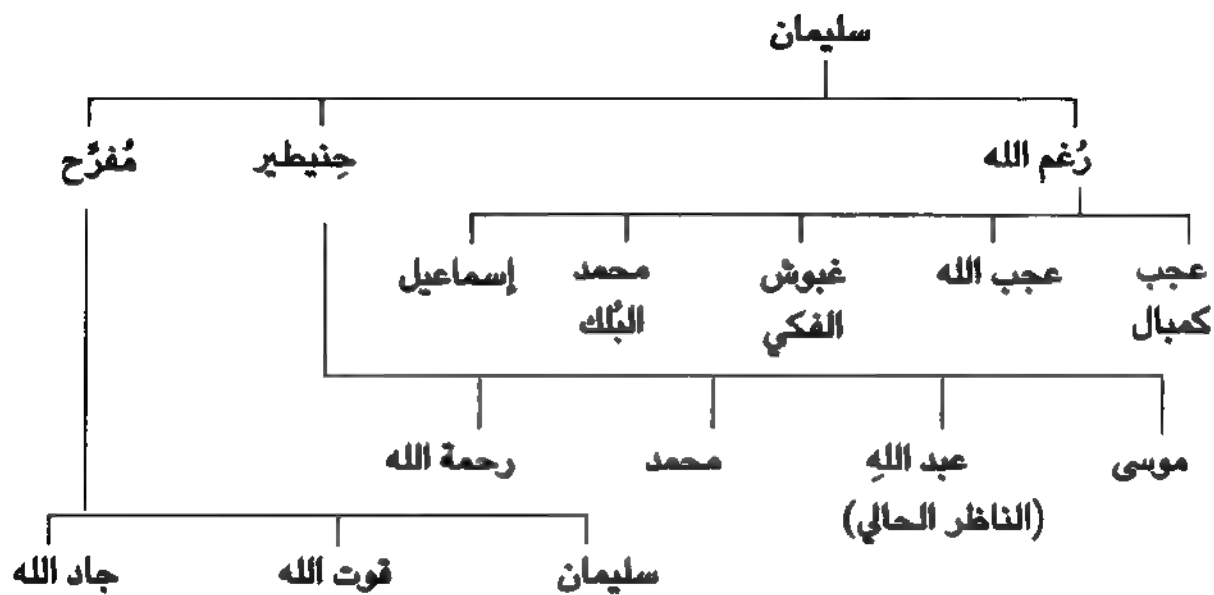 سليمان
رُغم الله
جِنيطير
مُفرَّح
عجب كمبال
عجب الله
غبوش الفكي
محمد البُلك
إسماعيل
موسى
عبد اللهِ
(الناظر الحالي)
محمد
رحمة الله
سليمان
قوت الله
جاد الله